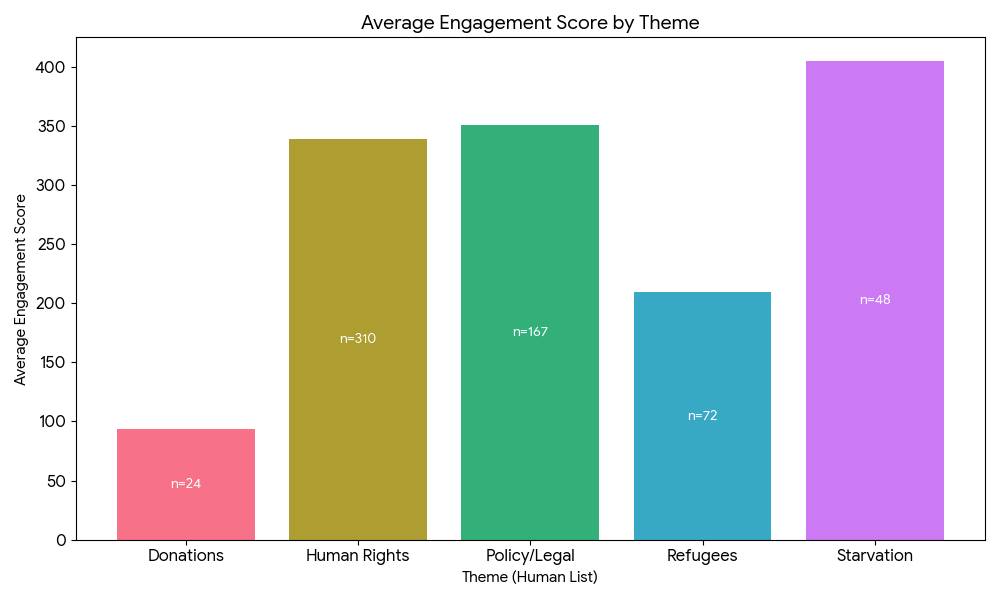 Average Engagement Score by Theme
Average Engagement Score
400
350
300
250
200
150
100
50
0
n=24
n=310
n=167
n=72
n=48
Donations
Human Rights
Policy/Legal
Refugees
Starvation
Theme (Human List)